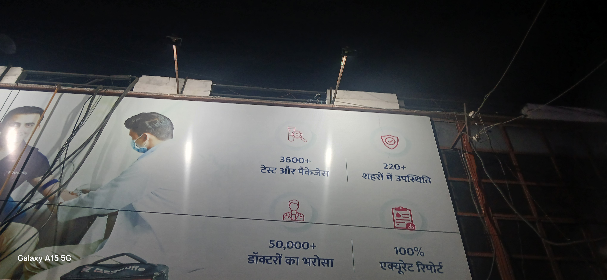 3600+
टेस्ट और पैकेजेस
220+
शहरों में उपस्थिति
50,000+
डॉक्टरों का भरोसा
100%
एक्यूरेट रिपोर्ट
Galaxy A15 5G